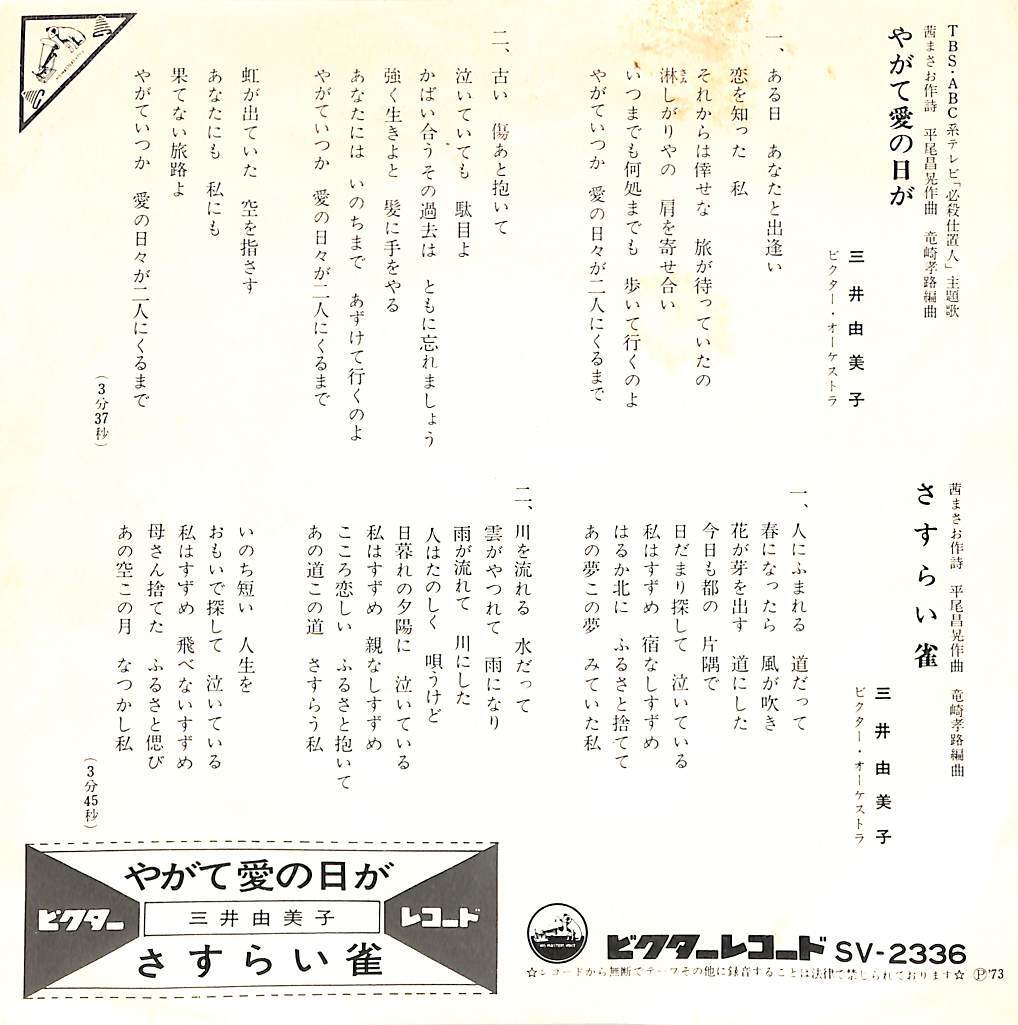 TBS・ABC系テレビ「必殺仕置人」主題歌
茜まさお作詩　平尾昌晃作曲　竜崎孝路編曲
やがて愛の日が
三井由美子
ビクター・オーケストラ
一、
ある日　あなたと出逢い
恋を知った　私
それからは倖せな　旅が待っていたの
淋しがりやの　肩を寄せ合い
いつまでも何処までも　歩いて行くのよ
やがていつか　愛の日々が二人にくるまで
二、
古い　傷あと抱いて
泣いていても　駄目よ
かばい合うその過去は　ともに忘れましょう
強く生きよと　髪に手をやる
あなたには　いのちまで　あずけて行くのよ
やがていつか　愛の日々が二人にくるまで
虹が出ていた　空を指さす
あなたにも　私にも
果てない旅路よ
やがていつか　愛の日々が二人にくるまで
（3分37秒）
茜まさお作詩　平尾昌晃作曲　竜崎孝路編曲
さすらい雀
三井由美子
ビクター・オーケストラ
一、
人にふまれる　道だって
春になったら　風が吹き
花が芽を出す　道にした
今日も都の　片隅で
日だまり探して　泣いている
私はすずめ　宿なしすずめ
はるか北に　ふるさと捨てて
あの夢この夢　みていた私
二、
川を流れる　水だって
雲がやつれて　雨になり
雨が流れて　川にした
人はたのしく　唄うけど
日暮れの夕陽に　泣いている
私はすずめ　親なしすずめ
こころ恋しい　ふるさと抱いて
あの道この道　さすらう私
いのち短い　人生を
おもいで探して　泣いている
私はすずめ　飛べないすずめ
母さん捨てた　ふるさと偲び
あの空この月　なつかし私
（3分45秒）
やがて愛の日が
ビクター
三井由美子
レコード
さすらい雀
ビクターレコード SV-2336
☆レコードから無断でテープその他に録音することは法律で禁じられております☆ Ⓟ'73